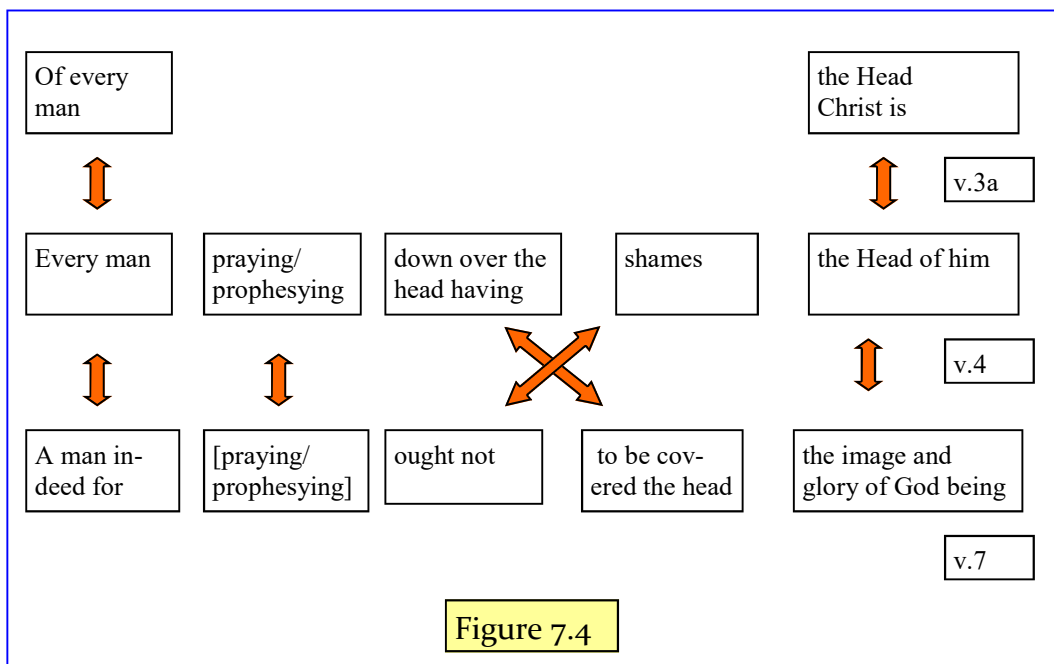 Of every
man
the Head
Christ is
v.3a
Every man
praying/
prophesying
down over the
head having
shames
the Head of him
v.4
A man in-
deed for
[praying/
prophesying]
ought not
to be cov-
ered the head
the image and
glory of God being
v.7
Figure 7.4